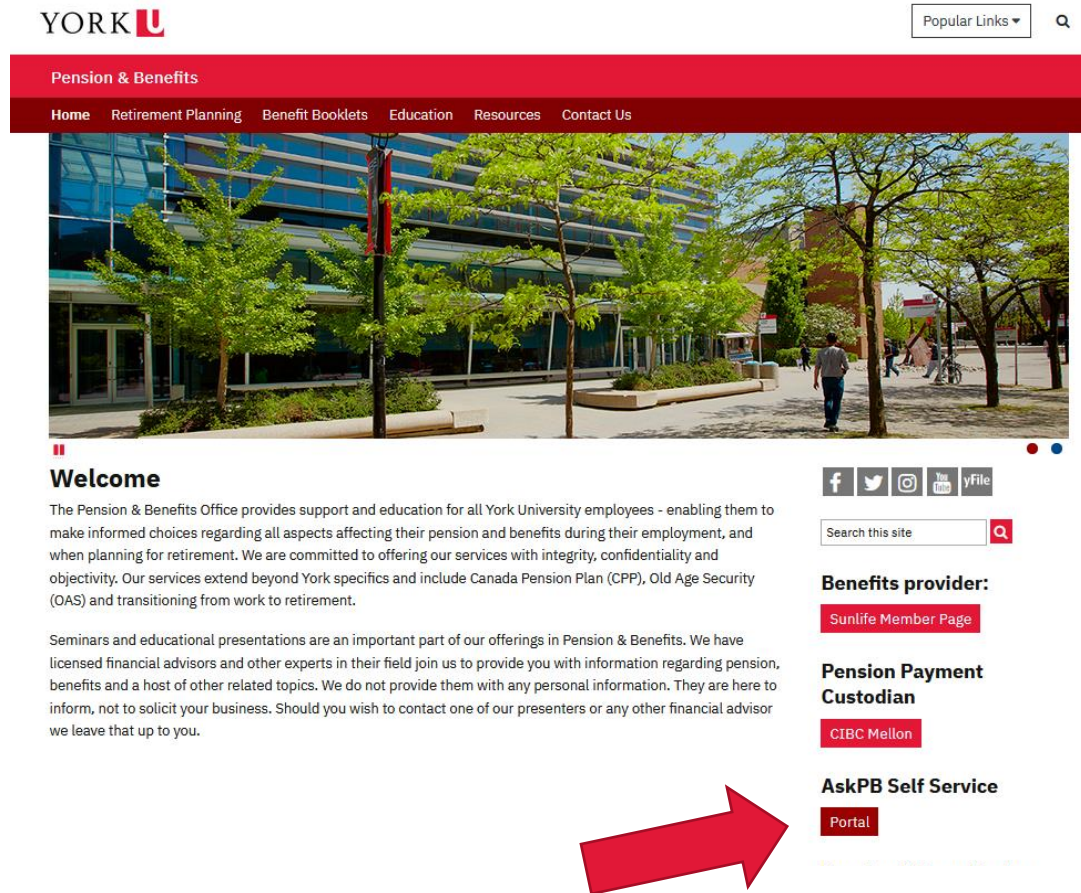 YORK U
Popular Links
Pension & Benefits
Home Retirement Planning Benefit Booklets Education Resources Contact Us
Welcome
The Pension & Benefits Office provides support and education for all York University employees - enabling them to
make informed choices regarding all aspects affecting their pension and benefits during their employment, and
when planning for retirement. We are committed to offering our services with integrity, confidentiality and
objectivity. Our services extend beyond York specifics and include Canada Pension Plan (CPP), Old Age Security
(OAS) and transitioning from work to retirement.
Seminars and educational presentations are an important part of our offerings in Pension & Benefits. We have
licensed financial advisors and other experts in their field join us to provide you with information regarding pension,
benefits and a host of other related topics. We do not provide them with any personal information. They are here to
inform, not to solicit your business. Should you wish to contact one of our presenters or any other financial advisor
we leave that up to you.
f You Tube yFile
Search this site
Benefits provider:
Sunlife Member Page
Pension Payment
Custodian
CIBC Mellon
AskPB Self Service
Portal